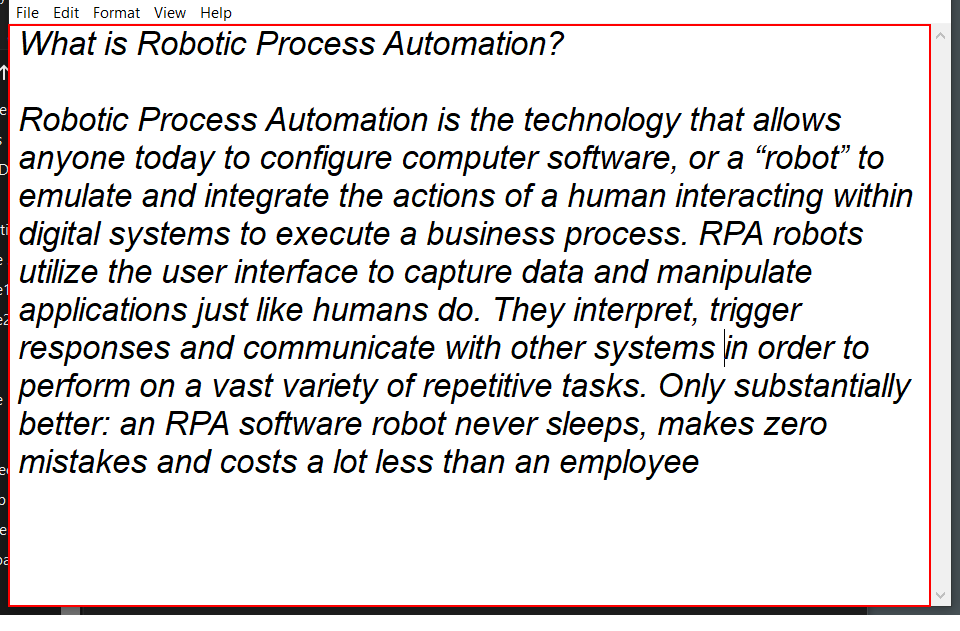 File Edit Format View Help
What is Robotic Process Automation?
Robotic Process Automation is the technology that allows
anyone today to configure computer software, or a “robot” to
emulate and integrate the actions of a human interacting within
digital systems to execute a business process. RPA robots
utilize the user interface to capture data and manipulate
applications just like humans do. They interpret, trigger
responses and communicate with other systems in order to
perform on a vast variety of repetitive tasks. Only substantially
better: an RPA software robot never sleeps, makes zero
mistakes and costs a lot less than an employee